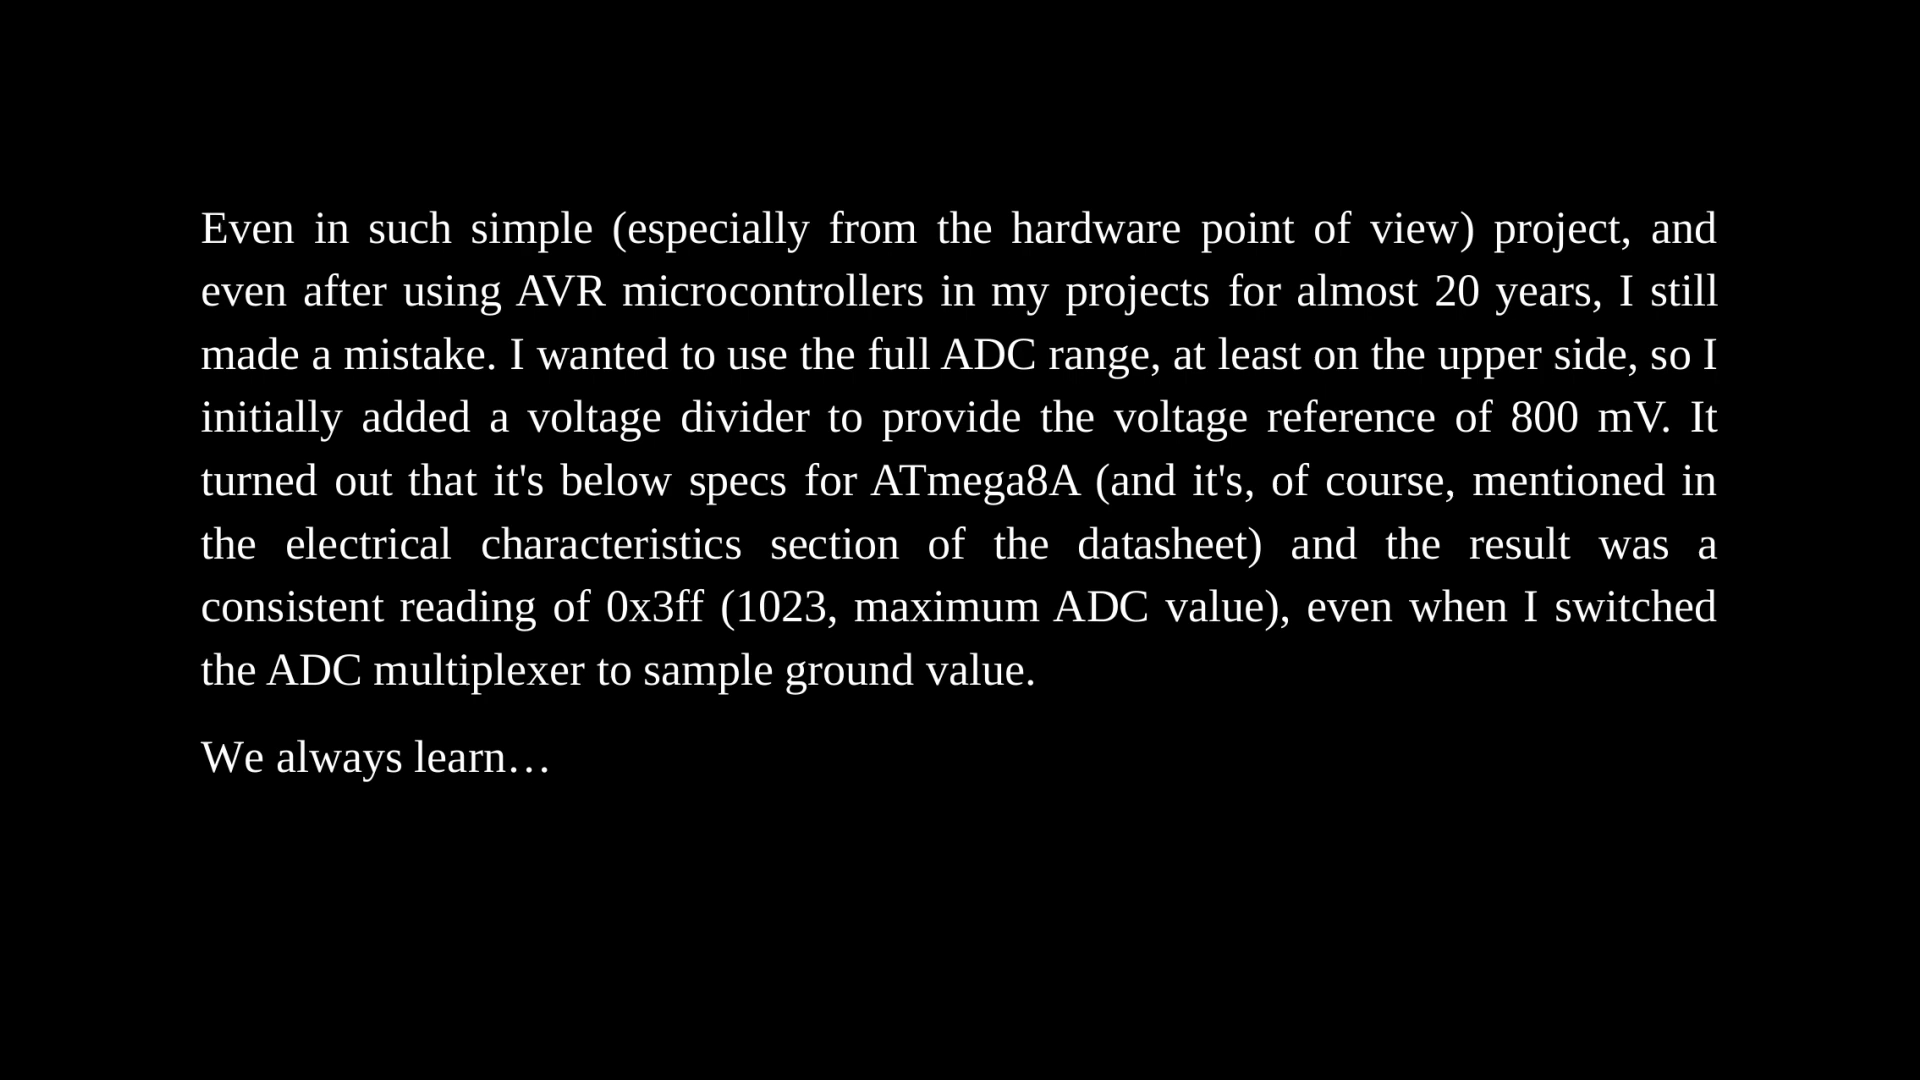 Even in such simple (especially from the hardware point of view) project, and
even after using AVR microcontrollers in my projects for almost 20 years, I still
made a mistake. I wanted to use the full ADC range, at least on the upper side, so I
initially added a voltage divider to provide the voltage reference of 800 mV. It
turned out that it's below specs for ATmega8A (and it's, of course, mentioned in
the electrical characteristics section of the datasheet) and the result was a
consistent reading of 0x3ff (1023, maximum ADC value), even when I switched
the ADC multiplexer to sample ground value.
We always learn…